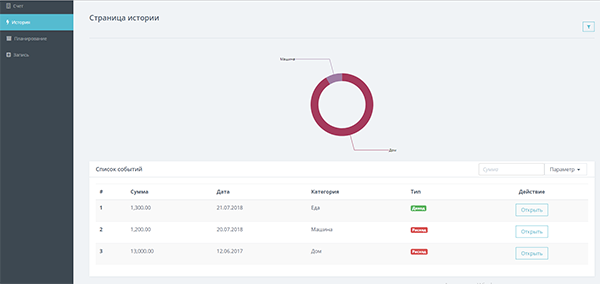 Счет
История
Планирование
Запись
Страница истории
Машина
Дом
Список событий
Сумма
Параметр
# Сумма Дата Категория Тип Действие
1 1,300.00 21.07.2018 Еда Доход Открыть
2 1,200.00 20.07.2018 Машина Расход Открыть
3 13,000.00 12.06.2017 Дом Расход Открыть